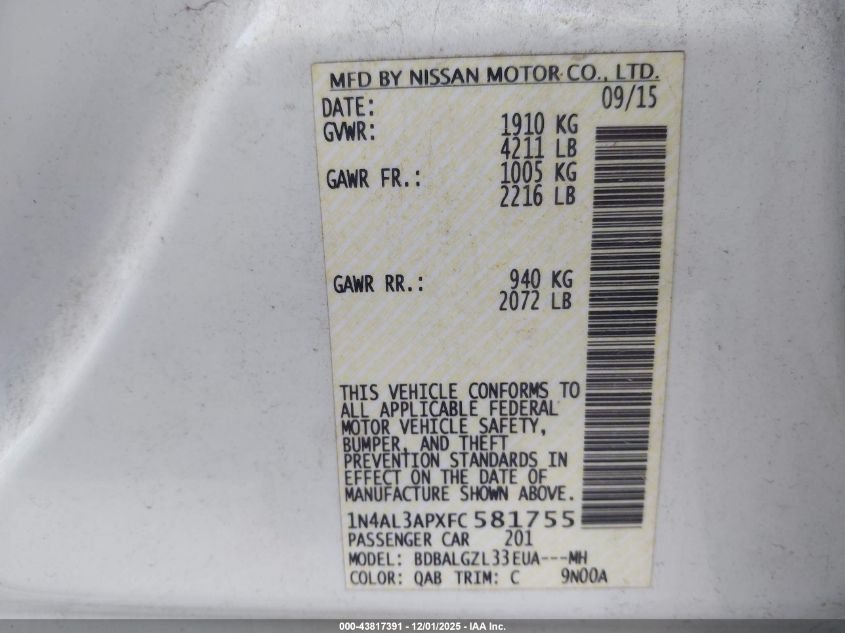 MFD BY NISSAN MOTOR CO., LTD.
DATE: 09/15
GVWR: 1910 KG
4211 LB
GAWR FR.: 1005 KG
2216 LB
GAWR RR.: 940 KG
2072 LB
THIS VEHICLE CONFORMS TO
ALL APPLICABLE FEDERAL
MOTOR VEHICLE SAFETY,
BUMPER, AND THEFT
PREVENTION STANDARDS IN
EFFECT ON THE DATE OF
MANUFACTURE SHOWN ABOVE.
1N4AL3APXFC581755
PASSENGER CAR 201
MODEL: BDBALGZL33EUA---MH
COLOR: QAB TRIM: C 9N00A
000-43817391 - 12/01/2025 - IAA Inc.